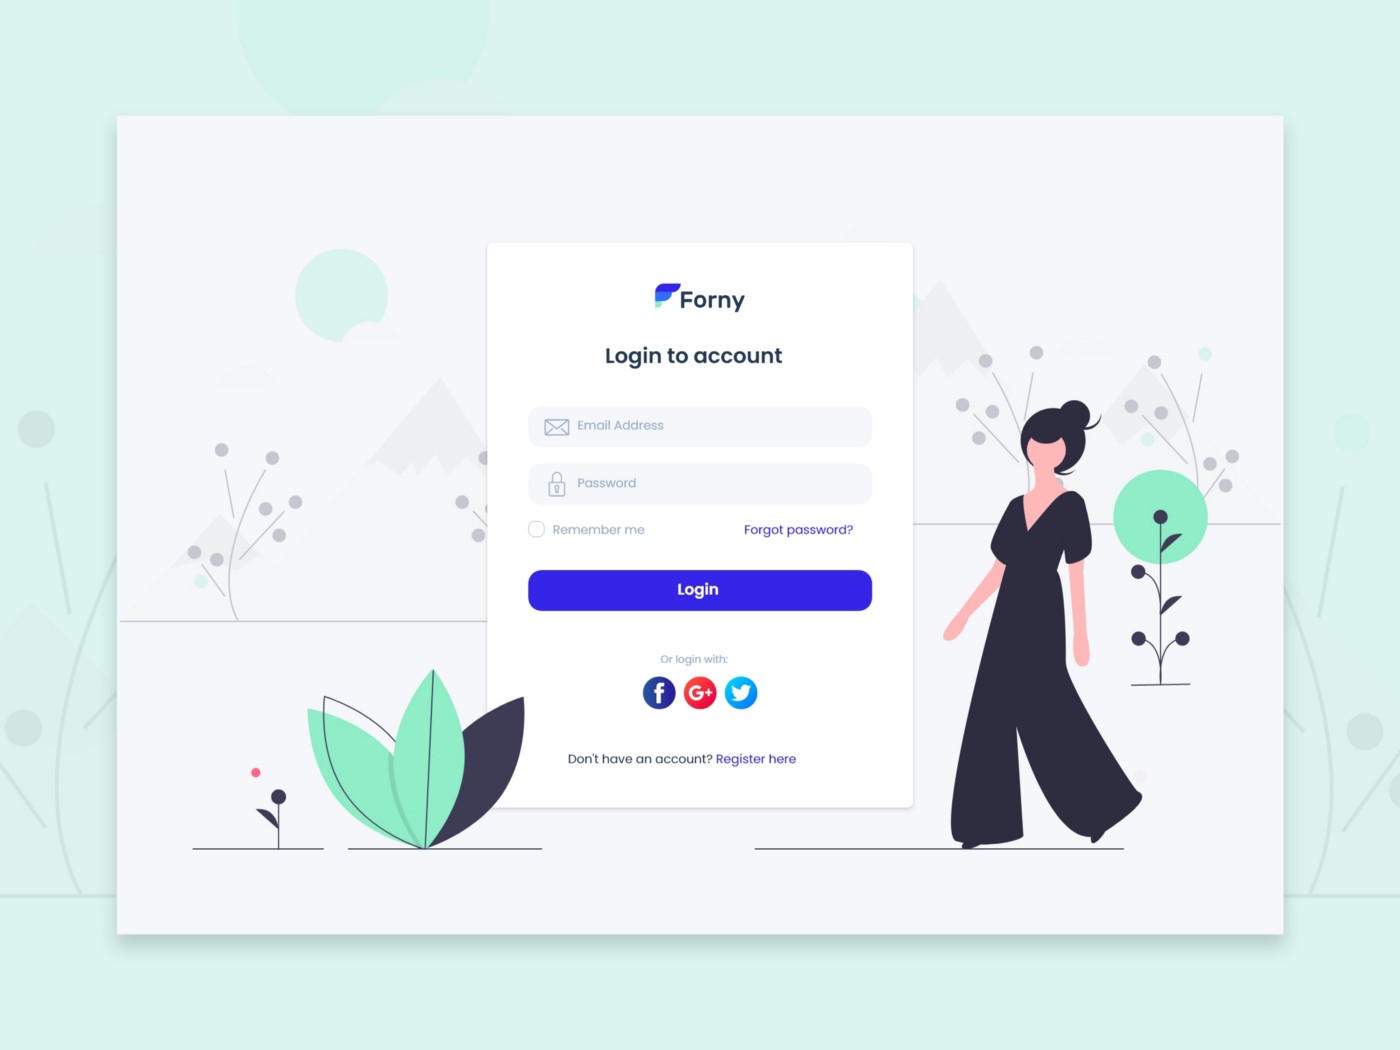 Forny
Login to account
Email Address
Password
Remember me Forgot password?
Login
Or login with:
f G+
Don't have an account? Register here